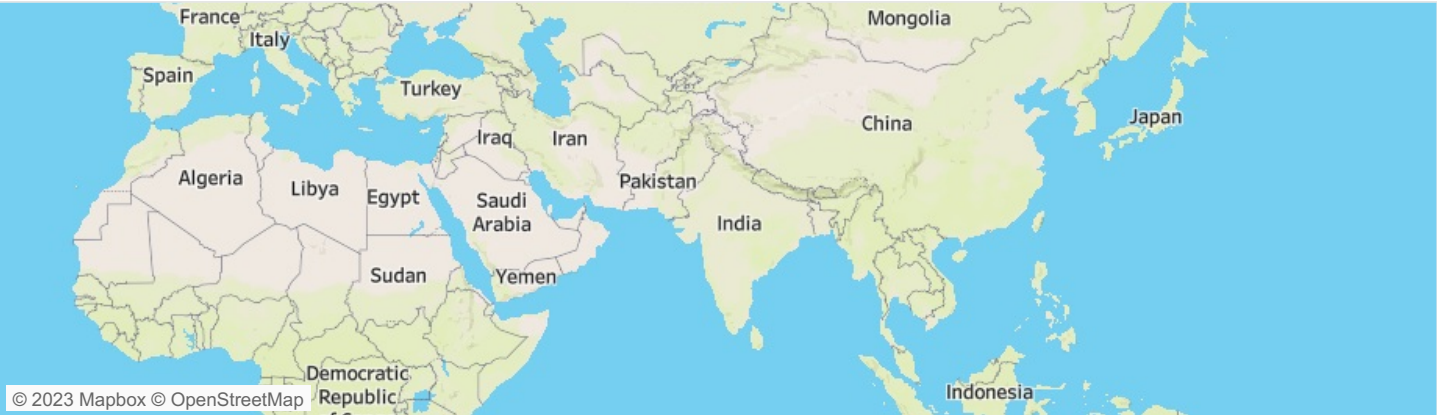 France
Mongolia
Italy
Spain
Turkey
Japan
China
Iraq
Iran
Algeria
Pakistan
Libya
Egypt
Saudi
Arabia
India
Sudan
Yemen
Democratic
Republic
Indonesia
© 2023 Mapbox © OpenStreetMap